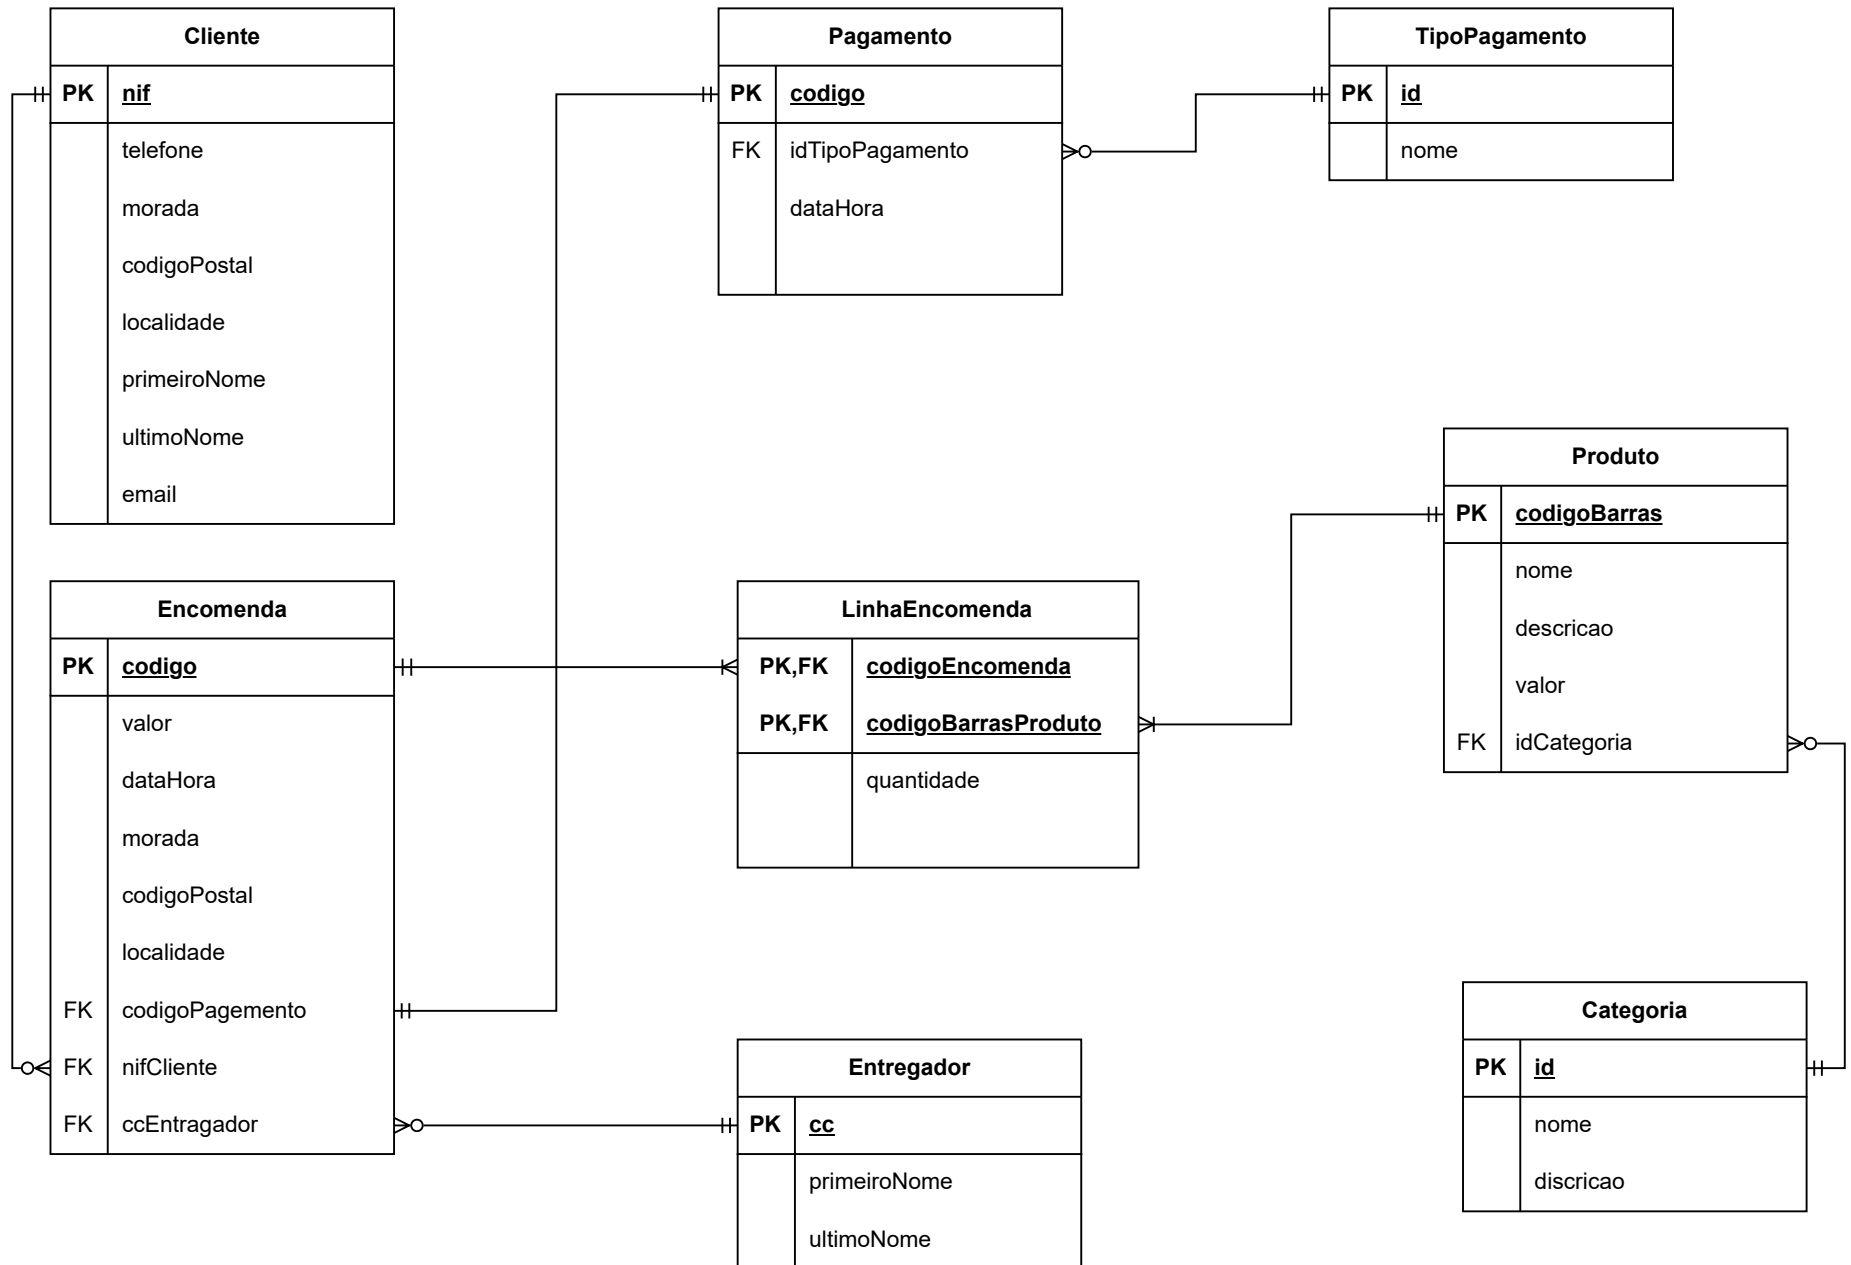 Cliente
PK nif
telefone
morada
codigoPostal
localidade
primeiroNome
ultimoNome
email
Pagamento
PK codigo
FK idTipoPagamento
dataHora
TipoPagamento
PK id
nome
Produto
PK codigoBarras
nome
descricao
valor
FK idCategoria
Encomenda
PK codigo
valor
dataHora
morada
codigoPostal
localidade
FK codigoPagemento
FK nifCliente
FK ccEntragador
LinhaEncomenda
PK,FK codigoEncomenda
PK,FK codigoBarrasProduto
quantidade
Entregador
PK cc
primeiroNome
ultimoNome
Categoria
PK id
nome
discricao